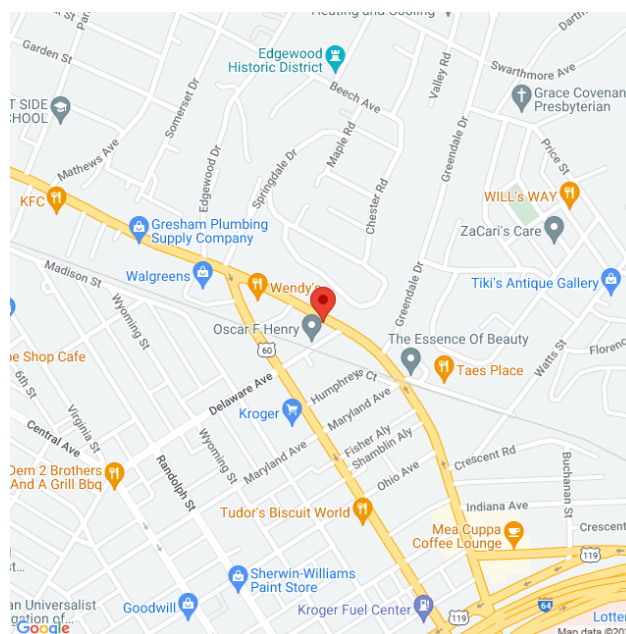 Heating and Cooling
Garden St
Somerset Dr
Edgewood
Historic District
Beech Ave
Valley Rd
Swarthmore Ave
Grace Covenant
Presbyterian
T SIDE
SCHOOL
Mathews Ave
Maple Rd
Springdale Dr
Edgewood Dr
Greendale Dr
Price St
KFC
Chester Rd
WILL's WAY
Gresham Plumbing
Supply Company
ZaCari's Care
Madison St
Walgreens
Wendy's
Greendale Dr
Tiki's Antique Gallery
Wyoming St
Oscar F Henry
The Essence Of Beauty
60
Watts St
Taes Place
pe Shop Cafe
6th St
Delaware Ave
Humphreys Ct
Virginia St
Kroger
Maryland Ave
Central Ave
Wyoming St
Fisher Aly
Shamblin Aly
Crescent Rd
Buchanan St
Dem 2 Brothers
And A Grill Bbq
Randolph St
Maryland Ave
Ohio Ave
Indiana Ave
Tudor's Biscuit World
Crescent
Mea Cuppa
Coffee Lounge
119
Sherwin-Williams
Paint Store
Goodwill
Kroger Fuel Center
119
64
an Universalist
Google
Map data ©20